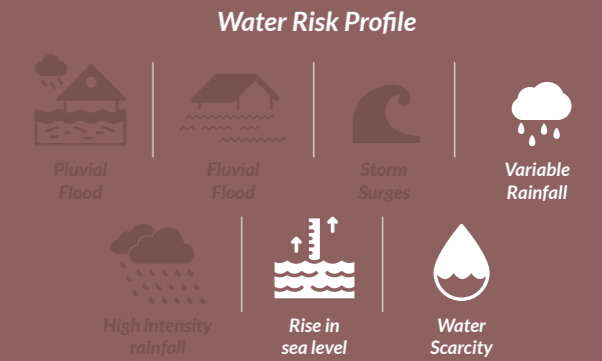 Water Risk Profile
Pluvial
Flood
Fluvial
Flood
Storm
Surges
Variable
Rainfall
High intensity
rainfall
Rise in
sea level
Water
Scarcity